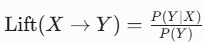 Lift(X → Y) = P(Y|X) / P(Y)